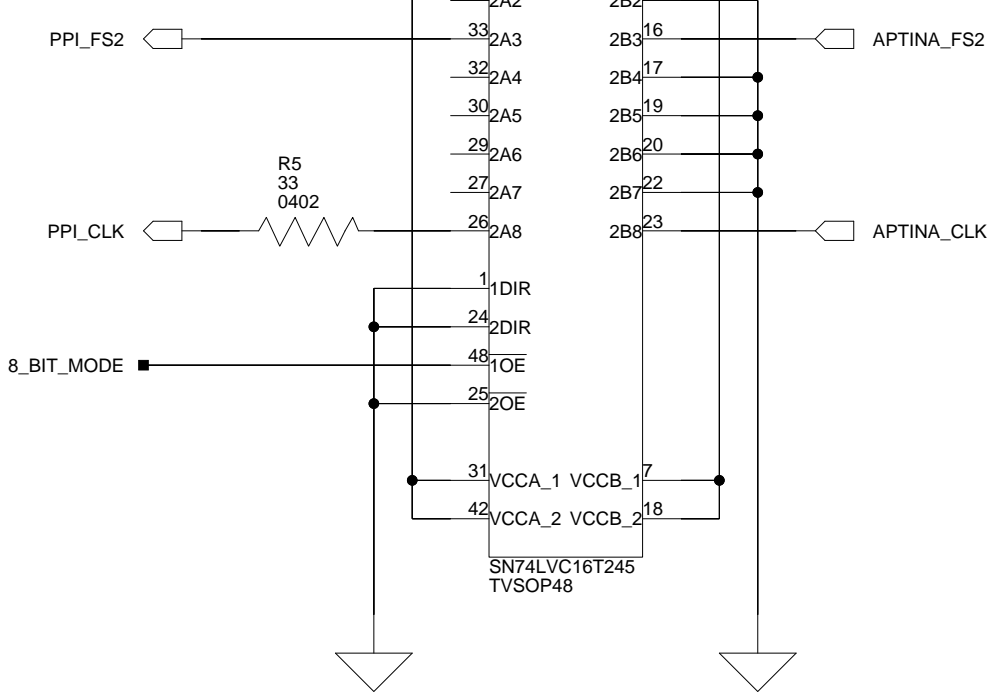 2A2 2B2
PPI_FS2 33 2A3 2B3 16 APTINA_FS2
32 2A4 2B4 17
30 2A5 2B5 19
29 2A6 2B6 20
R5
33
0402
27 2A7 2B7 22
PPI_CLK 26 2A8 2B8 23 APTINA_CLK
1 1DIR
24 2DIR
8_BIT_MODE 48 1OE
25 2OE
31 VCCA_1 VCCB_1 7
42 VCCA_2 VCCB_2 18
SN74LVC16T245
TVSOP48